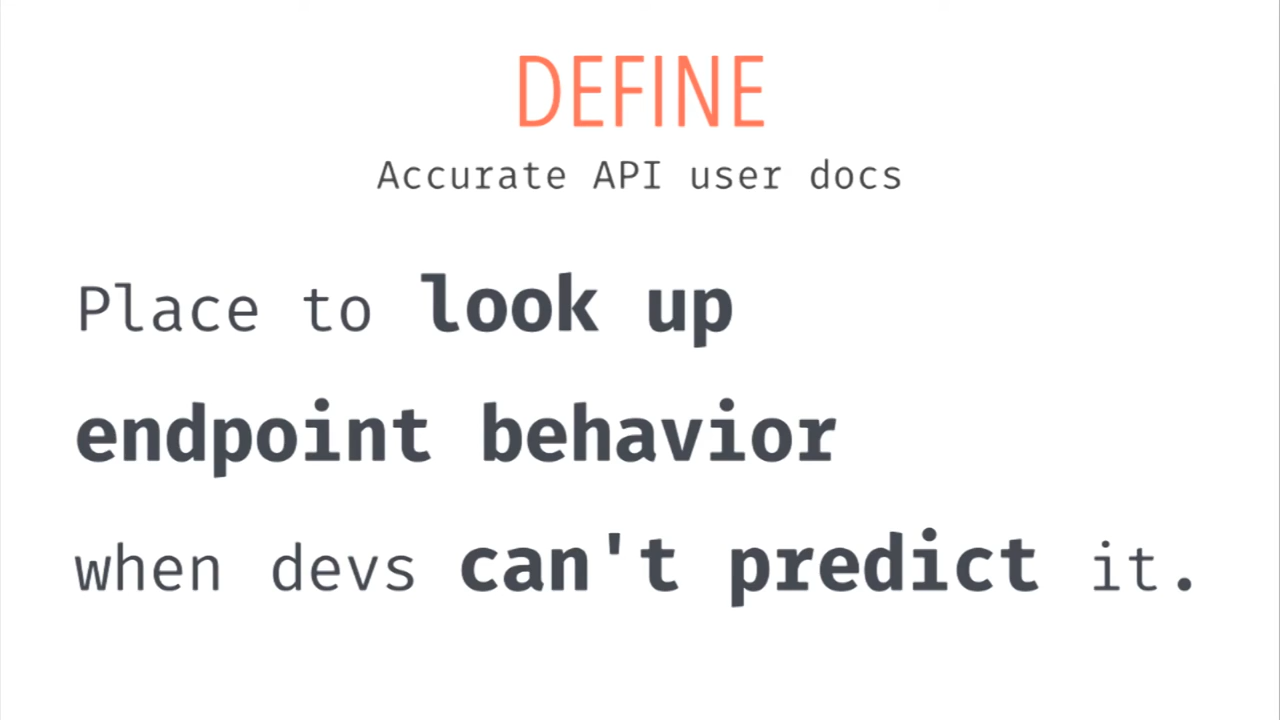 DEFINE
Accurate API user docs
Place to look up
endpoint behavior
when devs can't predict it.